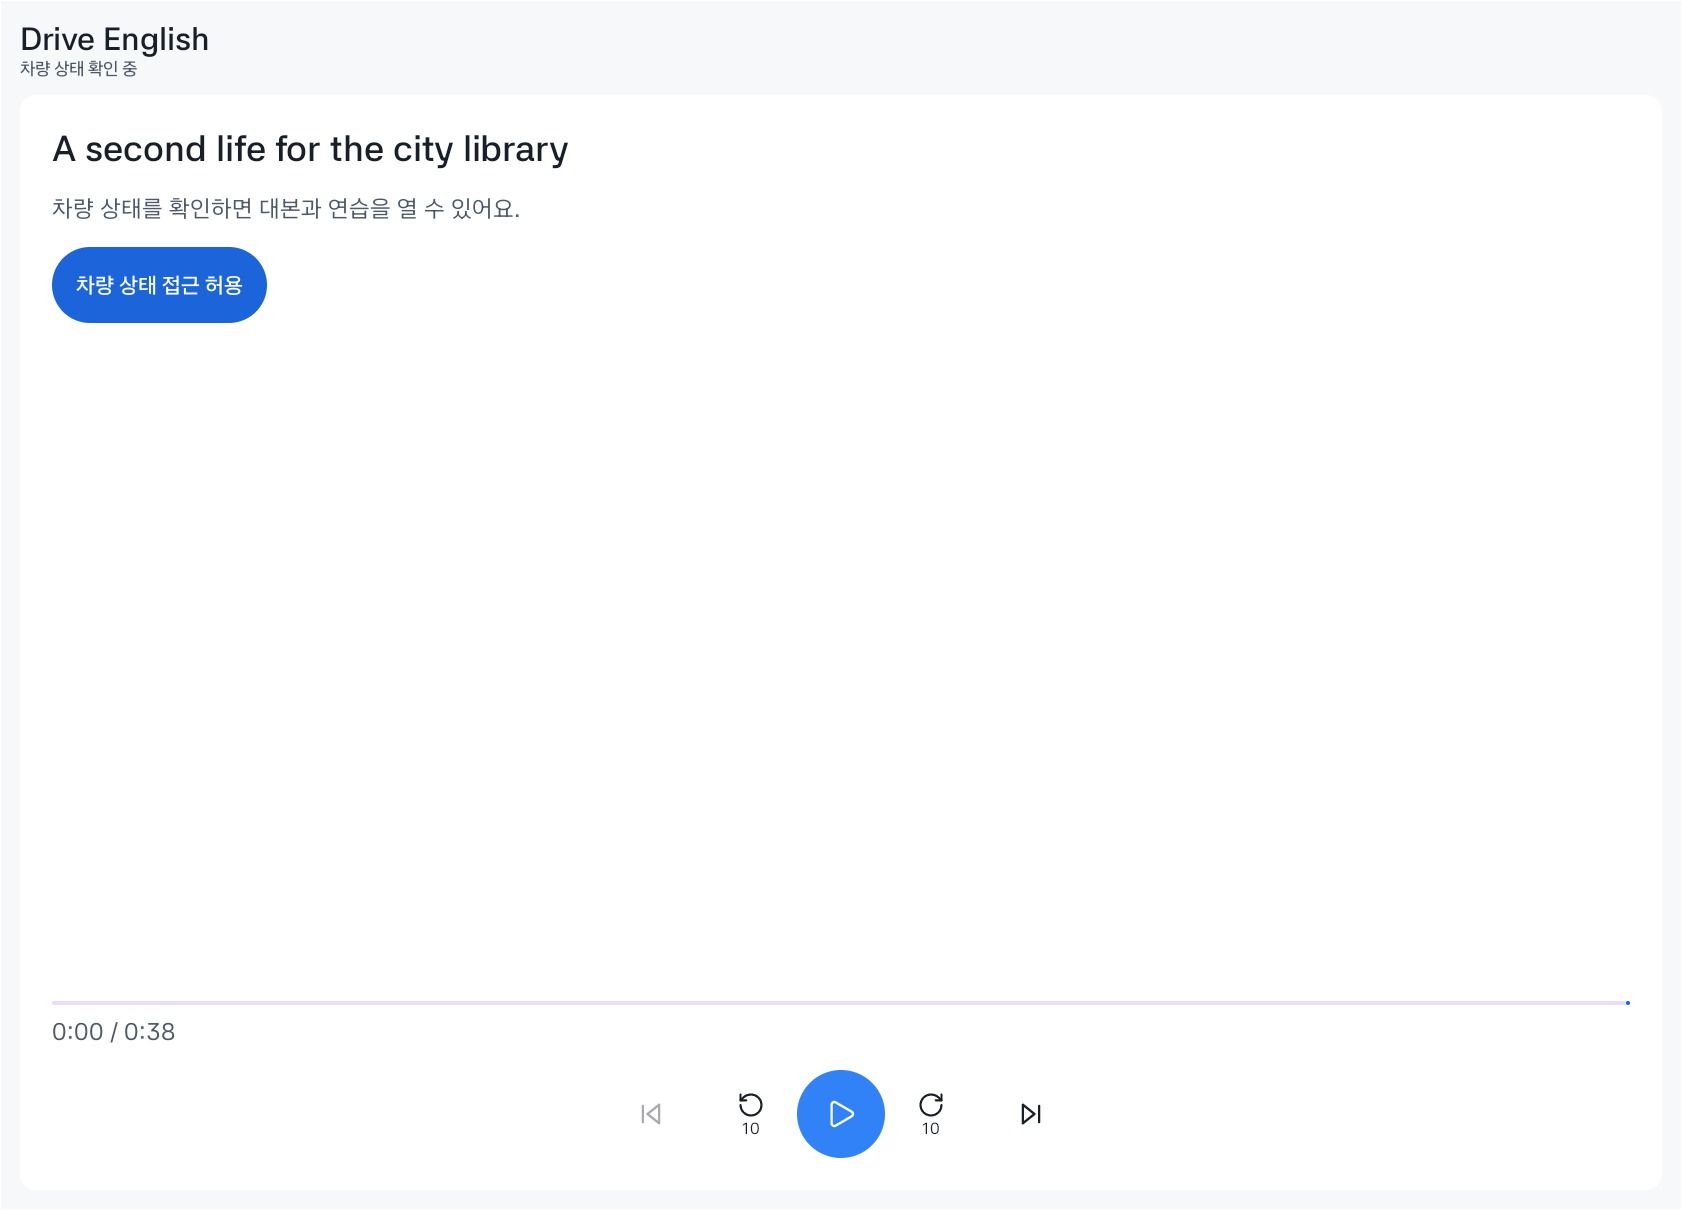 Drive English
차량 상태 확인 중
A second life for the city library
차량 상태를 확인하면 대본과 연습을 열 수 있어요.
차량 상태 접근 허용
0:00 / 0:38
10
10